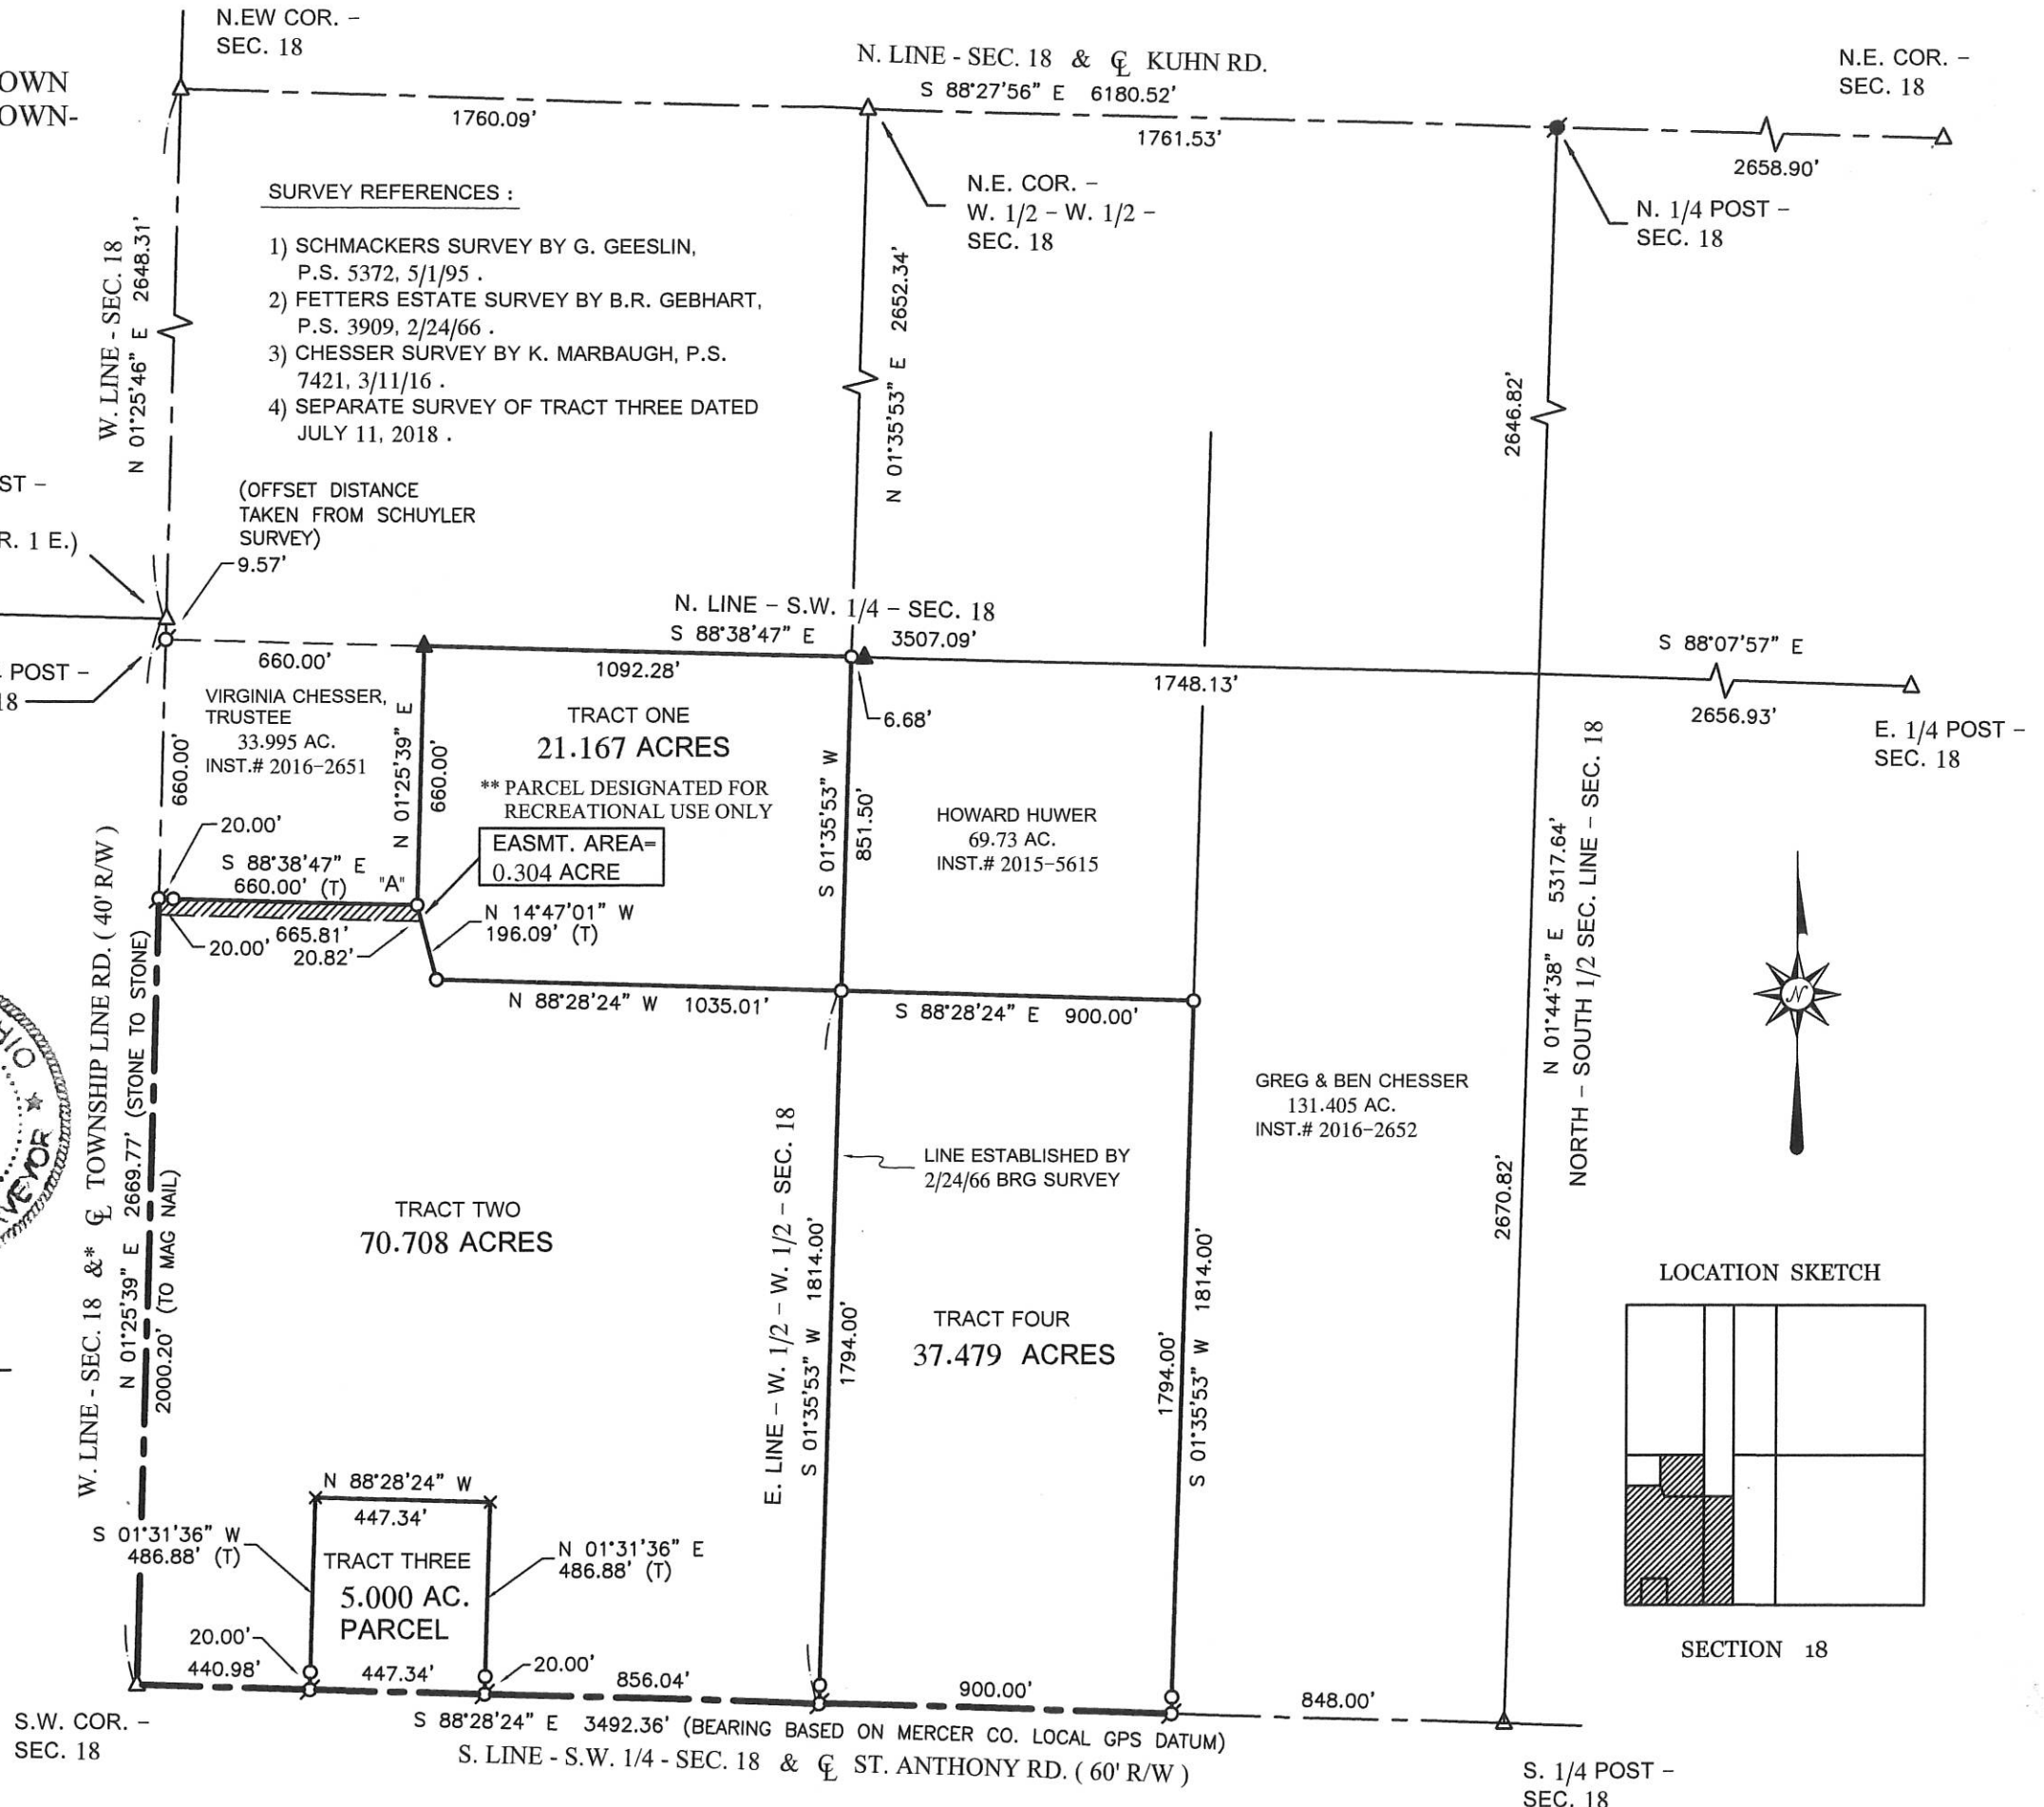 N.EW COR. –
SEC. 18
OWN
OWN-
N. LINE - SEC. 18 & ℄ KUHN RD.
S 88°27'56" E 6180.52'
N.E. COR. –
SEC. 18
1760.09'
1761.53'
2658.90'
N.E. COR. –
W. 1/2 – W. 1/2 –
SEC. 18
N. 1/4 POST –
SEC. 18
SURVEY REFERENCES :
1) SCHMACKERS SURVEY BY G. GEESLIN,
P.S. 5372, 5/1/95 .
2) FETTERS ESTATE SURVEY BY B.R. GEBHART,
P.S. 3909, 2/24/66 .
3) CHESSER SURVEY BY K. MARBAUGH, P.S.
7421, 3/11/16 .
4) SEPARATE SURVEY OF TRACT THREE DATED
JULY 11, 2018 .
W. LINE - SEC. 18
N 01°25'46" E 2648.31'
N 01°35'53" E 2652.34'
2646.82'
ST –
R. 1 E.)
(OFFSET DISTANCE
TAKEN FROM SCHUYLER
SURVEY)
9.57'
N. LINE – S.W. 1/4 – SEC. 18
S 88°38'47" E 3507.09'
S 88°07'57" E
660.00'
1092.28'
1748.13'
2656.93'
6.68'
POST –
18
E. 1/4 POST –
SEC. 18
VIRGINIA CHESSER,
TRUSTEE
33.995 AC.
INST.# 2016–2651
660.00'
N 01°25'39" E
660.00'
TRACT ONE
21.167 ACRES
** PARCEL DESIGNATED FOR
RECREATIONAL USE ONLY
EASMT. AREA=
0.304 ACRE
S 01°35'53" W
851.50'
HOWARD HUWER
69.73 AC.
INST.# 2015–5615
20.00'
S 88°38'47" E
660.00' (T)
"A"
N 14°47'01" W
196.09' (T)
20.00'
665.81'
20.82'
N 88°28'24" W 1035.01'
S 88°28'24" E 900.00'
N 01°44'38" E 5317.64'
NORTH – SOUTH 1/2 SEC. LINE – SEC. 18
N
W. LINE - SEC. 18 &* ℄ TOWNSHIP LINE RD. ( 40' R/W)
N 01°25'39" E 2669.77' (STONE TO STONE)
2000.20' (TO MAG NAIL)
GREG & BEN CHESSER
131.405 AC.
INST.# 2016–2652
LINE ESTABLISHED BY
2/24/66 BRG SURVEY
TRACT TWO
70.708 ACRES
E. LINE – W. 1/2 – W. 1/2 – SEC. 18
S 01°35'53" W 1814.00'
1794.00'
TRACT FOUR
37.479 ACRES
1794.00'
S 01°35'53" W 1814.00'
2670.82'
LOCATION SKETCH
SECTION 18
N 88°28'24" W
447.34'
S 01°31'36" W
486.88' (T)
TRACT THREE
5.000 AC.
PARCEL
N 01°31'36" E
486.88' (T)
20.00'
440.98'
447.34'
20.00'
856.04'
900.00'
848.00'
S.W. COR. –
SEC. 18
S 88°28'24" E 3492.36' (BEARING BASED ON MERCER CO. LOCAL GPS DATUM)
S. LINE - S.W. 1/4 - SEC. 18 & ℄ ST. ANTHONY RD. ( 60' R/W )
S. 1/4 POST –
SEC. 18